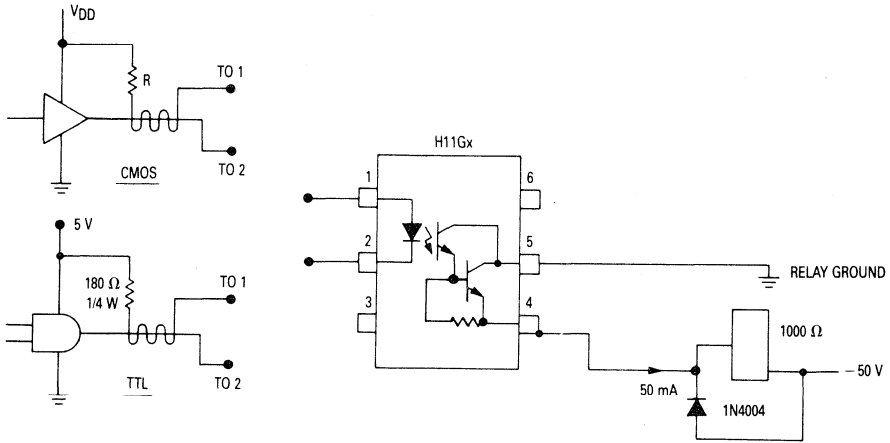 VDD
R
TO 1
TO 2
CMOS
5 V
180 Ω
1/4 W
TO 1
TO 2
TTL
H11Gx
1
2
3
6
5
4
RELAY GROUND
1000 Ω
50 mA
1N4004
– 50 V